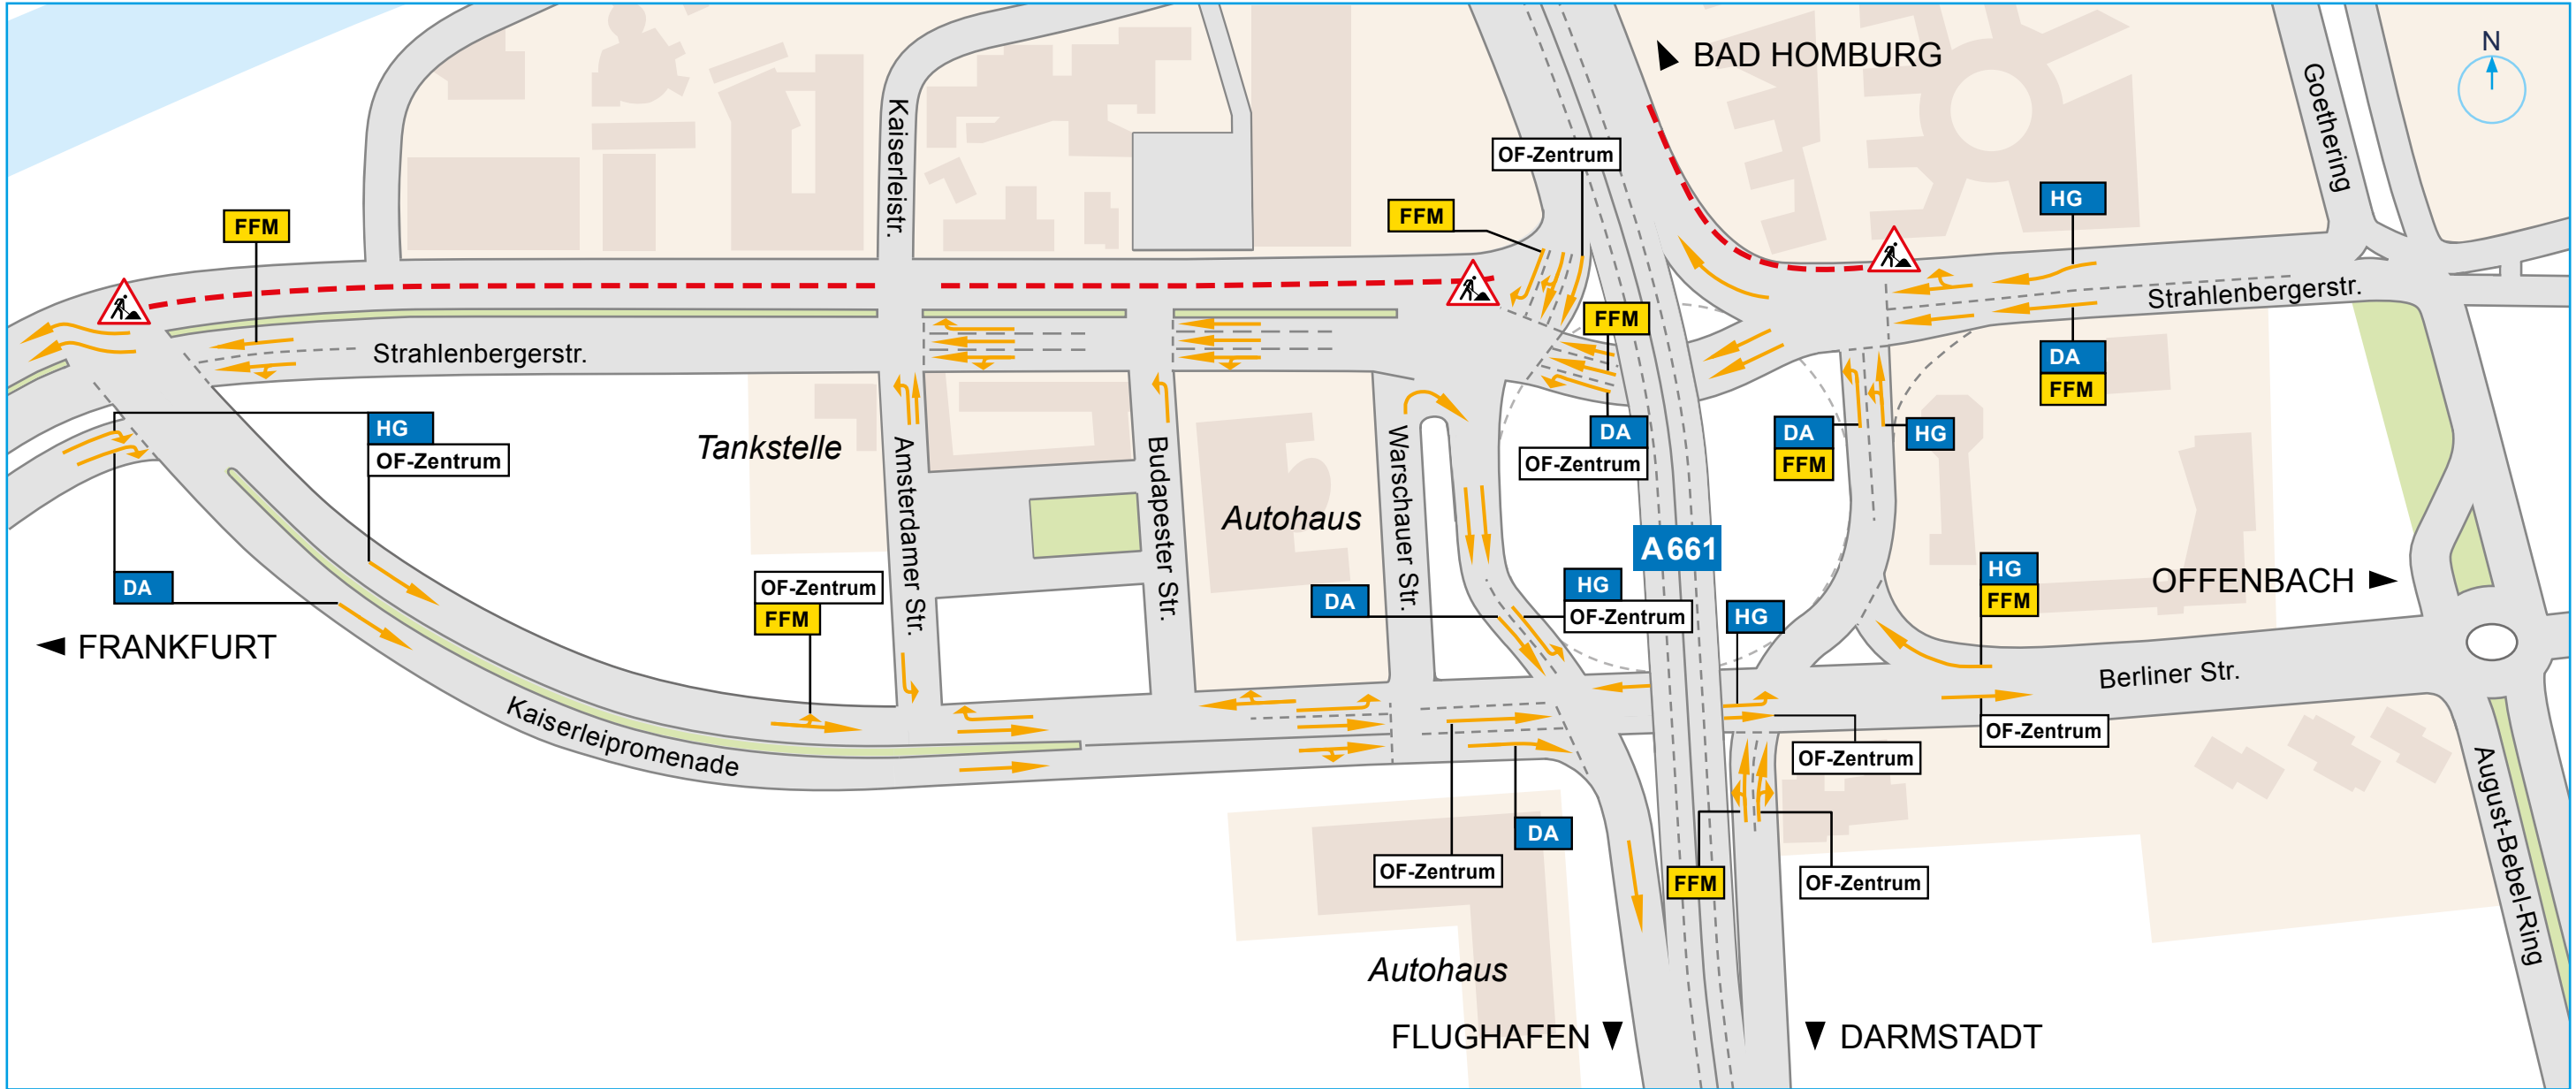 BAD HOMBURG
N
Goethering
Kaiserleistr.
OF-Zentrum
FFM
HG
FFM
Strahlenbergerstr.
FFM
DA
FFM
Strahlenbergerstr.
HG
OF-Zentrum
Tankstelle
Amsterdamer Str.
Budapester Str.
Warschauer Str.
DA
OF-Zentrum
DA
FFM
HG
Autohaus
A 661
DA
OF-Zentrum
FFM
DA
HG
OF-Zentrum
HG
HG
FFM
OFFENBACH
FRANKFURT
Berliner Str.
Kaiserleipromenade
OF-Zentrum
OF-Zentrum
DA
OF-Zentrum
FFM
OF-Zentrum
August-Bebel-Ring
Autohaus
FLUGHAFEN
DARMSTADT